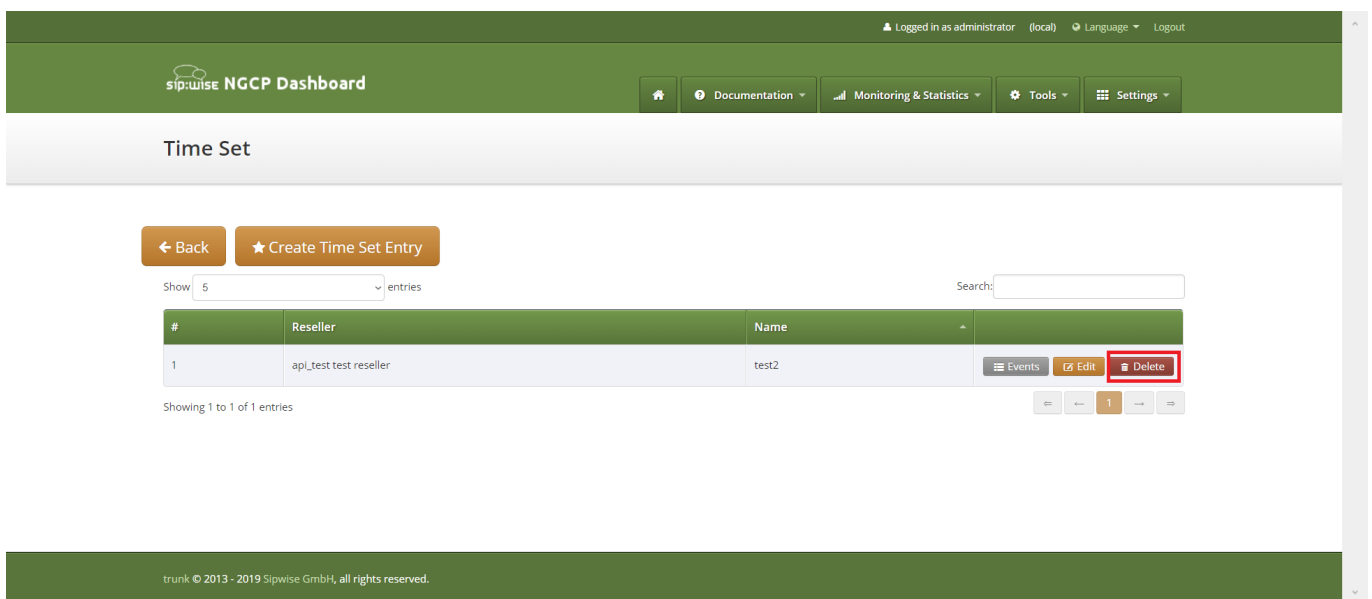 Logged in as administrator (local) Language Logout
sip:wise NGCP Dashboard
Documentation Monitoring & Statistics Tools Settings
Time Set
Back Create Time Set Entry
Show 5 entries Search:
# Reseller Name
1 api_test test reseller test2 Events Edit Delete
Showing 1 to 1 of 1 entries ⇐ ← 1 → ⇒
trunk © 2013 - 2019 Sipwise GmbH, all rights reserved.